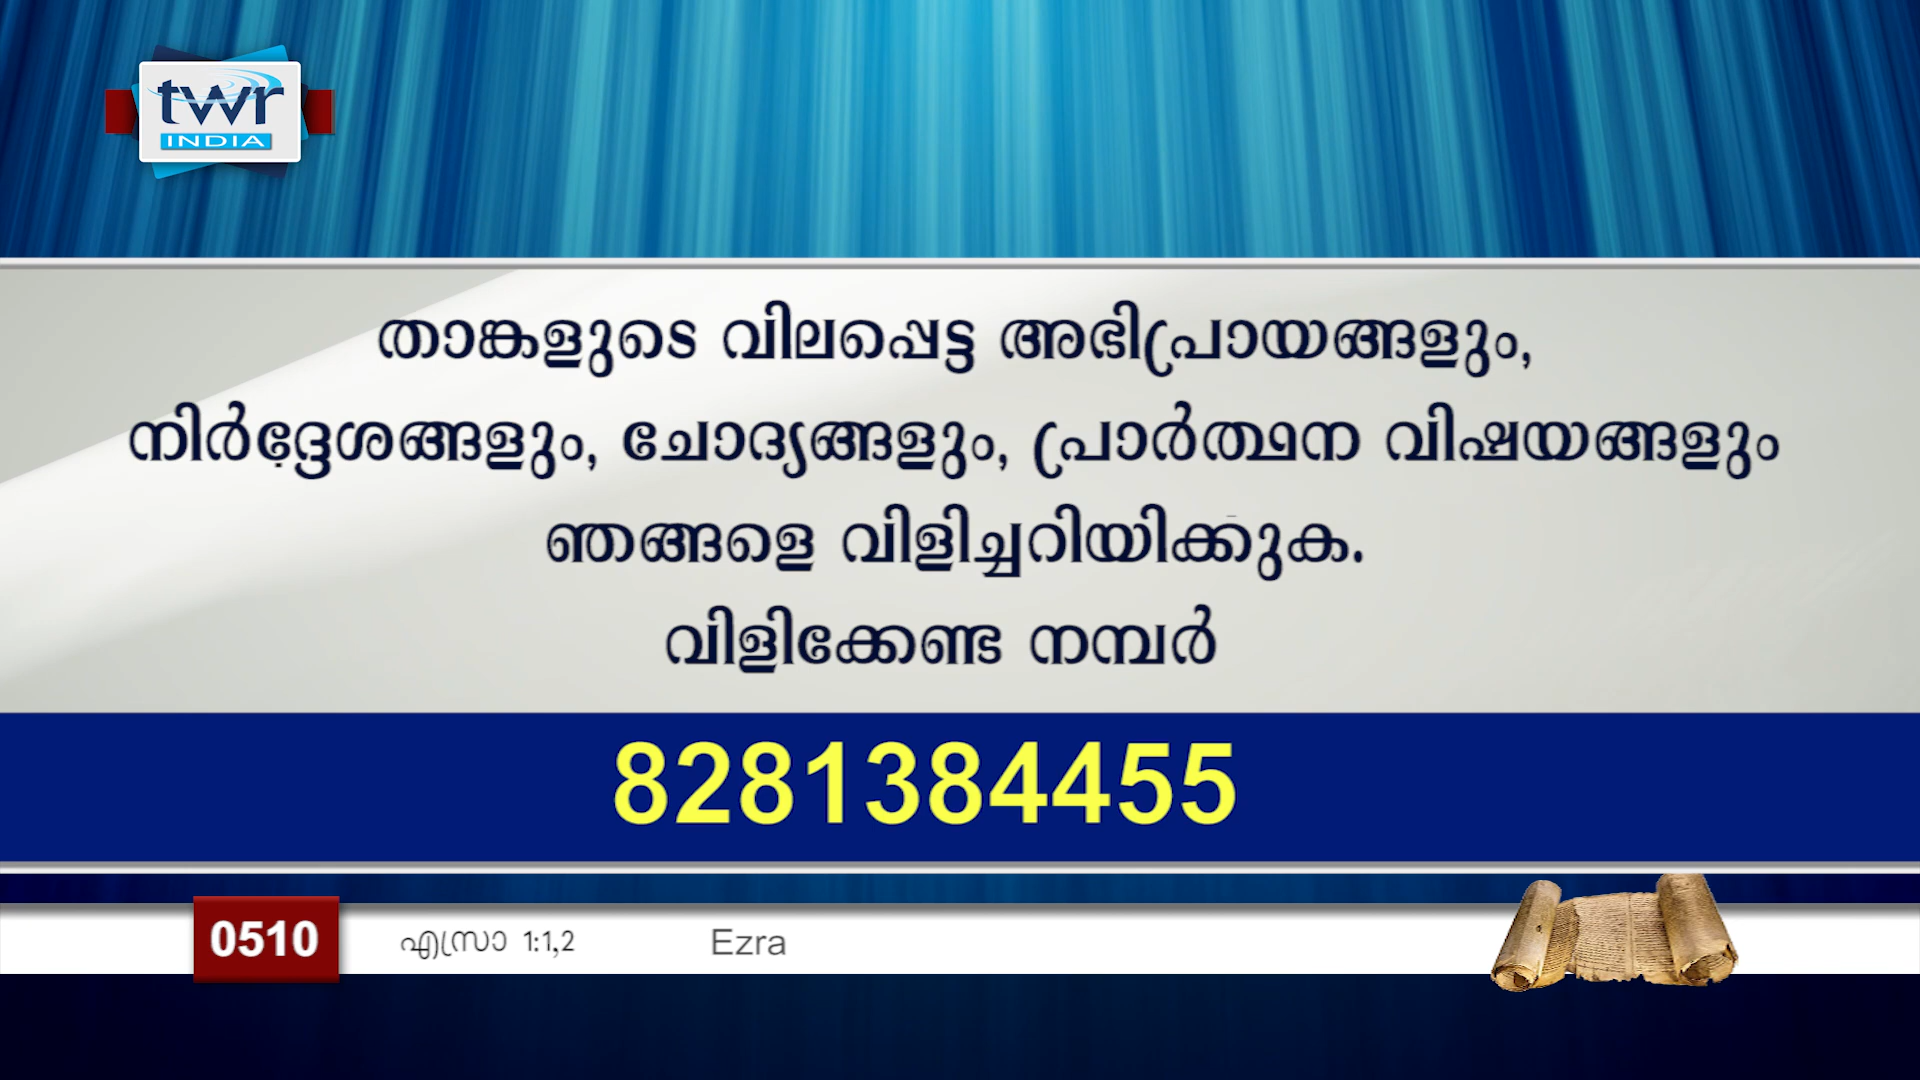 twr
INDIA
താങ്കളുടെ വിലപ്പെട്ട അഭിപ്രായങ്ങളും,
നിർദ്ദേശങ്ങളും, ചോദ്യങ്ങളും, പ്രാർത്ഥന വിഷയങ്ങളും
ഞങ്ങളെ വിളിച്ചറിയിക്കുക.
വിളിക്കേണ്ട നമ്പർ
8281384455
0510 എസ്രാ 1:1,2 Ezra